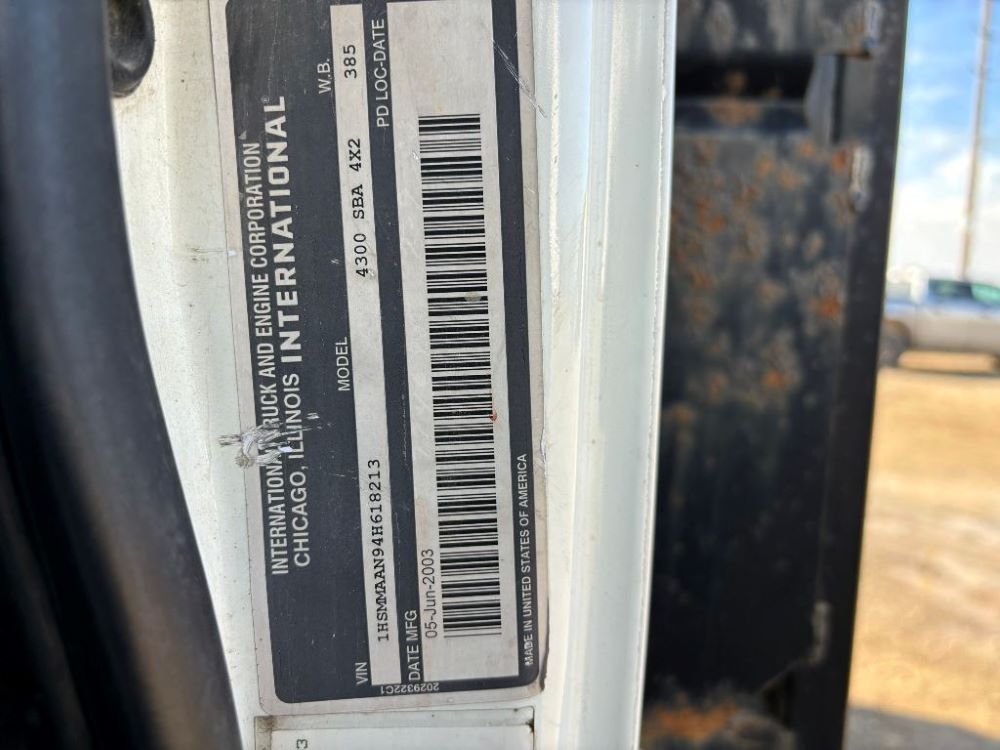 INTERNATIONAL TRUCK AND ENGINE CORPORATION
CHICAGO, ILLINOIS INTERNATIONAL®
VIN MODEL W.B.
1HSMMAAN94H618213 4300 SBA 4X2 385
DATE MFG PD LOC-DATE
05-Jun-2003
MADE IN UNITED STATES OF AMERICA
2029322C1
3